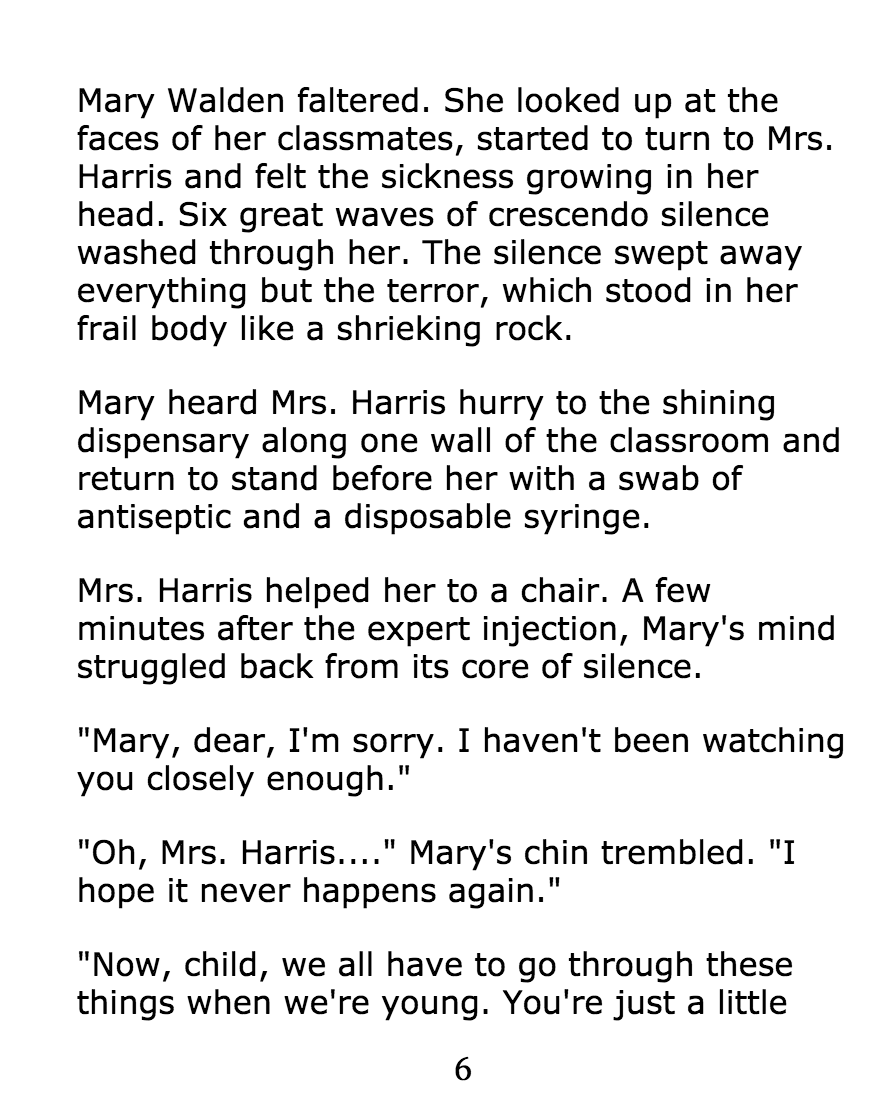 Mary Walden faltered. She looked up at the
faces of her classmates, started to turn to Mrs.
Harris and felt the sickness growing in her
head. Six great waves of crescendo silence
washed through her. The silence swept away
everything but the terror, which stood in her
frail body like a shrieking rock.
Mary heard Mrs. Harris hurry to the shining
dispensary along one wall of the classroom and
return to stand before her with a swab of
antiseptic and a disposable syringe.
Mrs. Harris helped her to a chair. A few
minutes after the expert injection, Mary's mind
struggled back from its core of silence.
"Mary, dear, I'm sorry. I haven't been watching
you closely enough."
"Oh, Mrs. Harris...." Mary's chin trembled. "I
hope it never happens again."
"Now, child, we all have to go through these
things when we're young. You're just a little
6